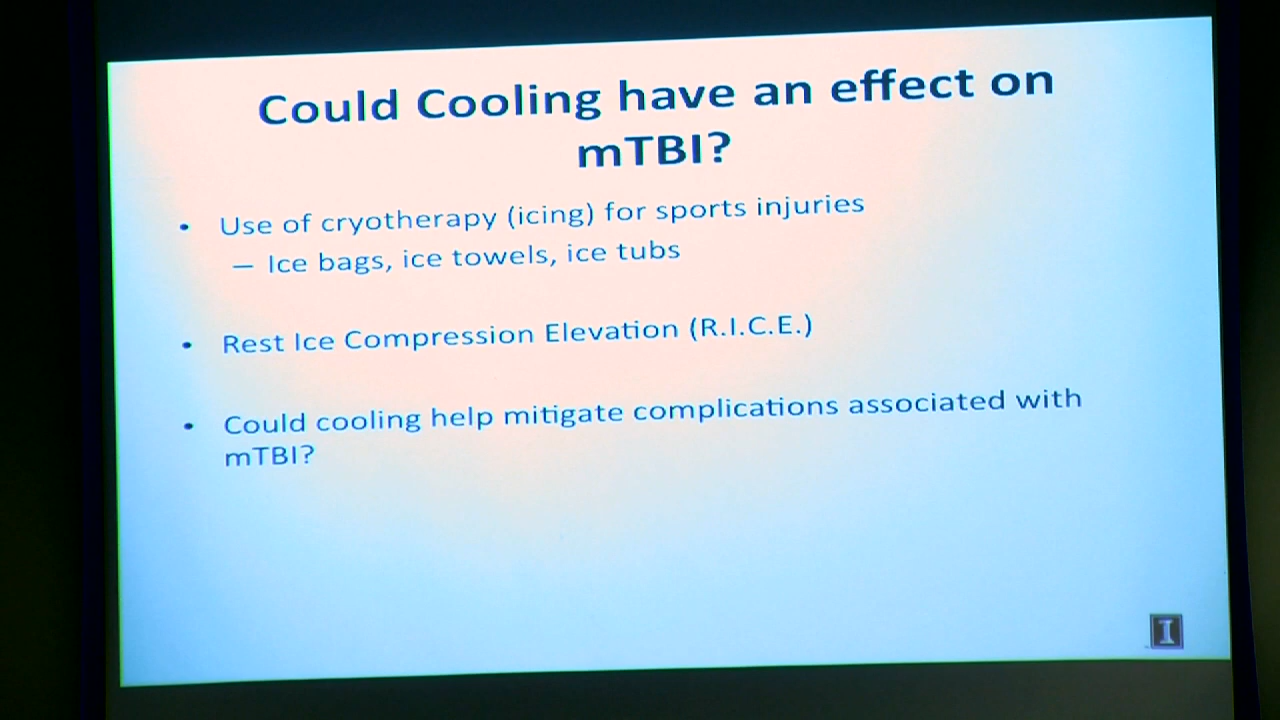 Could Cooling have an effect on
mTBI?
• Use of cryotherapy (icing) for sports injuries
— Ice bags, ice towels, ice tubs
• Rest Ice Compression Elevation (R.I.C.E.)
• Could cooling help mitigate complications associated with
mTBI?
I